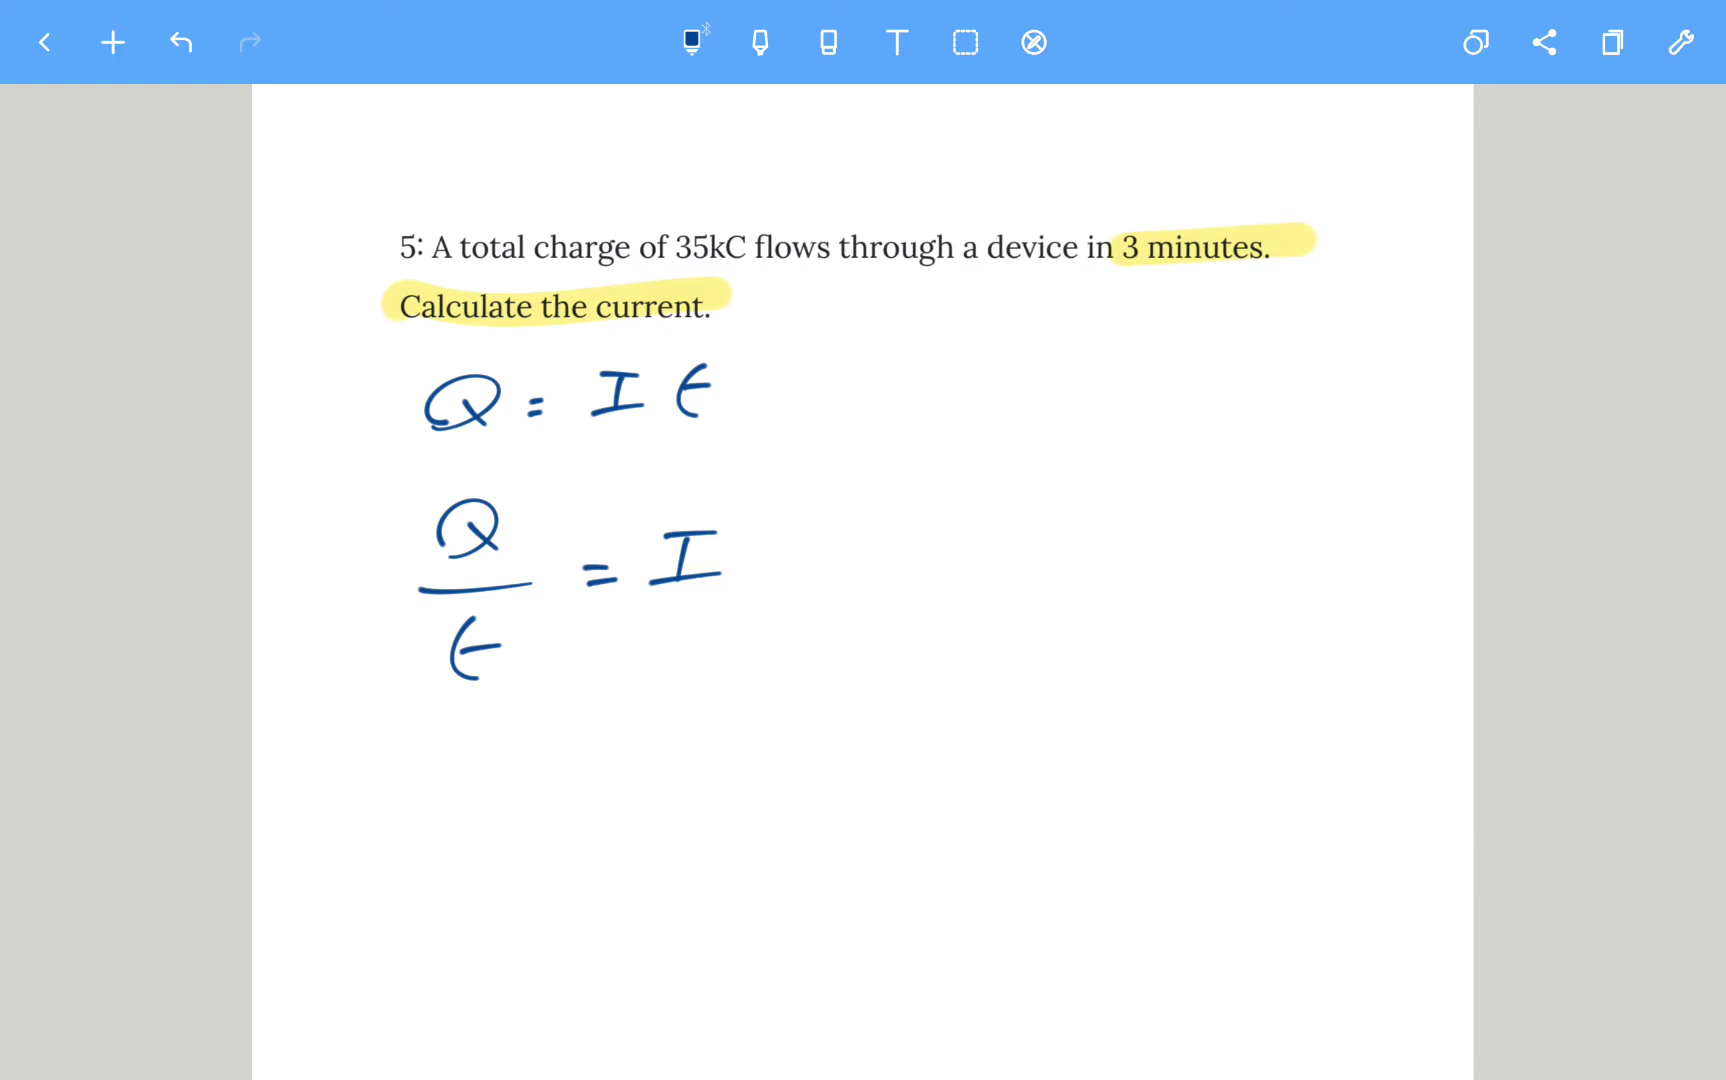 5: A total charge of 35kC flows through a device in 3 minutes.
Calculate the current.
Q = I t
Q
= I
t